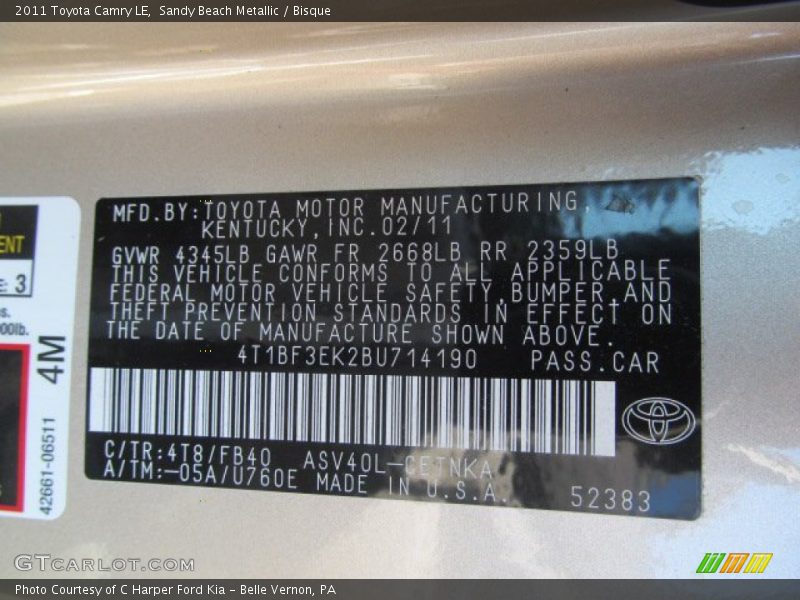 2011 Toyota Camry LE, Sandy Beach Metallic / Bisque
MFD.BY:TOYOTA MOTOR MANUFACTURING,
KENTUCKY,INC.02/11
GVWR 4345LB GAWR FR 2668LB RR 2359LB
THIS VEHICLE CONFORMS TO ALL APPLICABLE
FEDERAL MOTOR VEHICLE SAFETY,BUMPER,AND
THEFT PREVENTION STANDARDS IN EFFECT ON
THE DATE OF MANUFACTURE SHOWN ABOVE.
4T1BF3EK2BU714190 PASS.CAR
C/TR:4T8/FB40 ASV40L-CETNKA
A/TM:-05A/U760E MADE IN U.S.A.
52383
3
4M
42661-06511
GTCARLOT.COM
Photo Courtesy of C Harper Ford Kia - Belle Vernon, PA